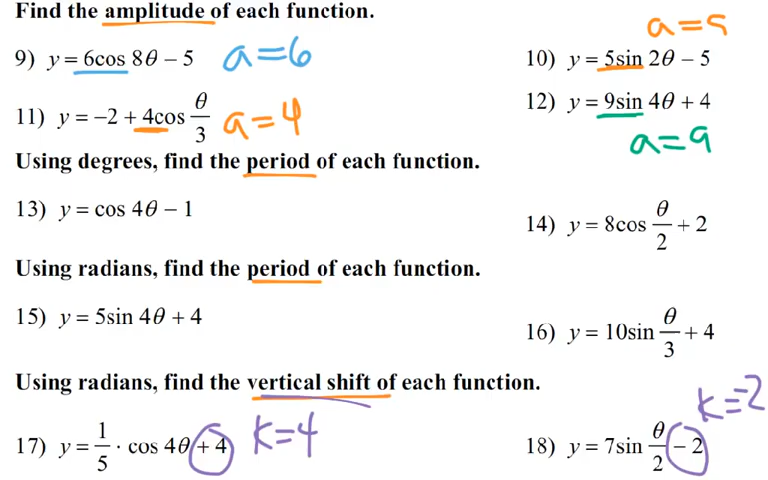 Find the amplitude of each function.
a=5
9) y = 6cos 8θ – 5 a=6
10) y = 5sin 2θ – 5
11) y = –2 + 4cos θ/3 a=4
12) y = 9sin 4θ + 4
a=9
Using degrees, find the period of each function.
13) y = cos 4θ – 1
14) y = 8cos θ/2 + 2
Using radians, find the period of each function.
15) y = 5sin 4θ + 4
16) y = 10sin θ/3 + 4
Using radians, find the vertical shift of each function.
17) y = 1/5 · cos 4θ + 4 k=4
k=-2
18) y = 7sin θ/2 – 2